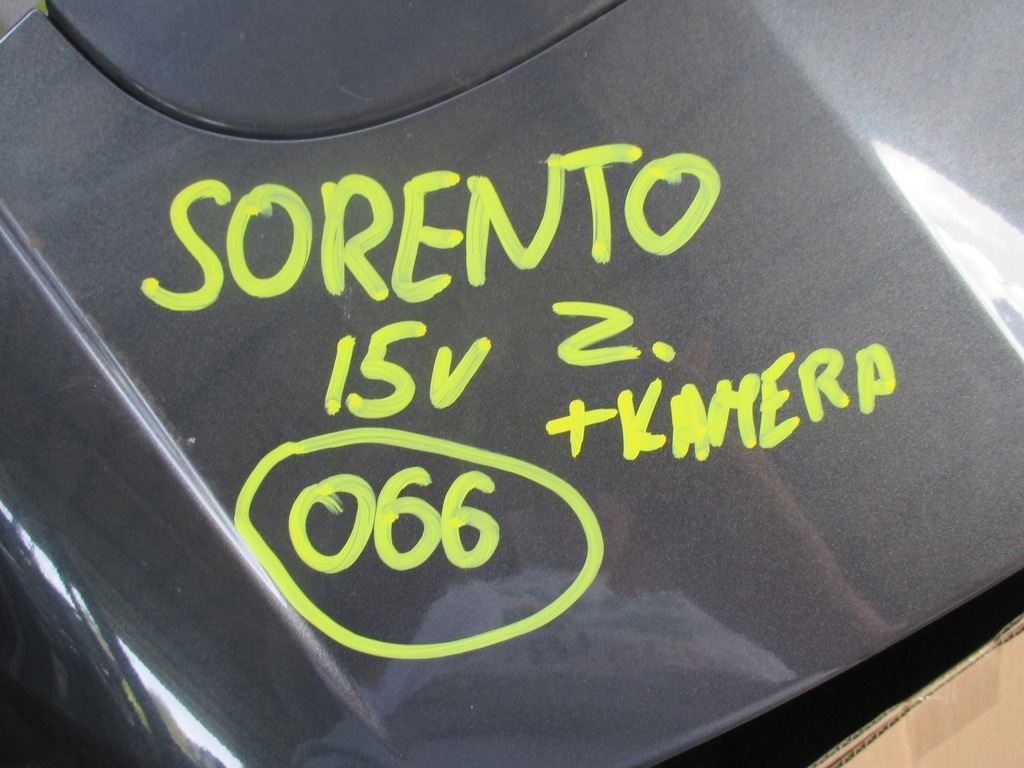 SORENTO
15V Z.
+KAMERA
066